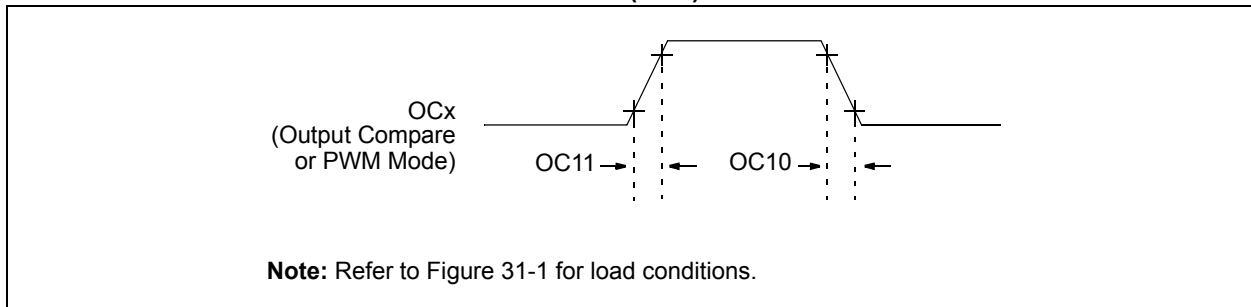 OCx
(Output Compare
or PWM Mode)
OC11
OC10
Note: Refer to Figure 31-1 for load conditions.